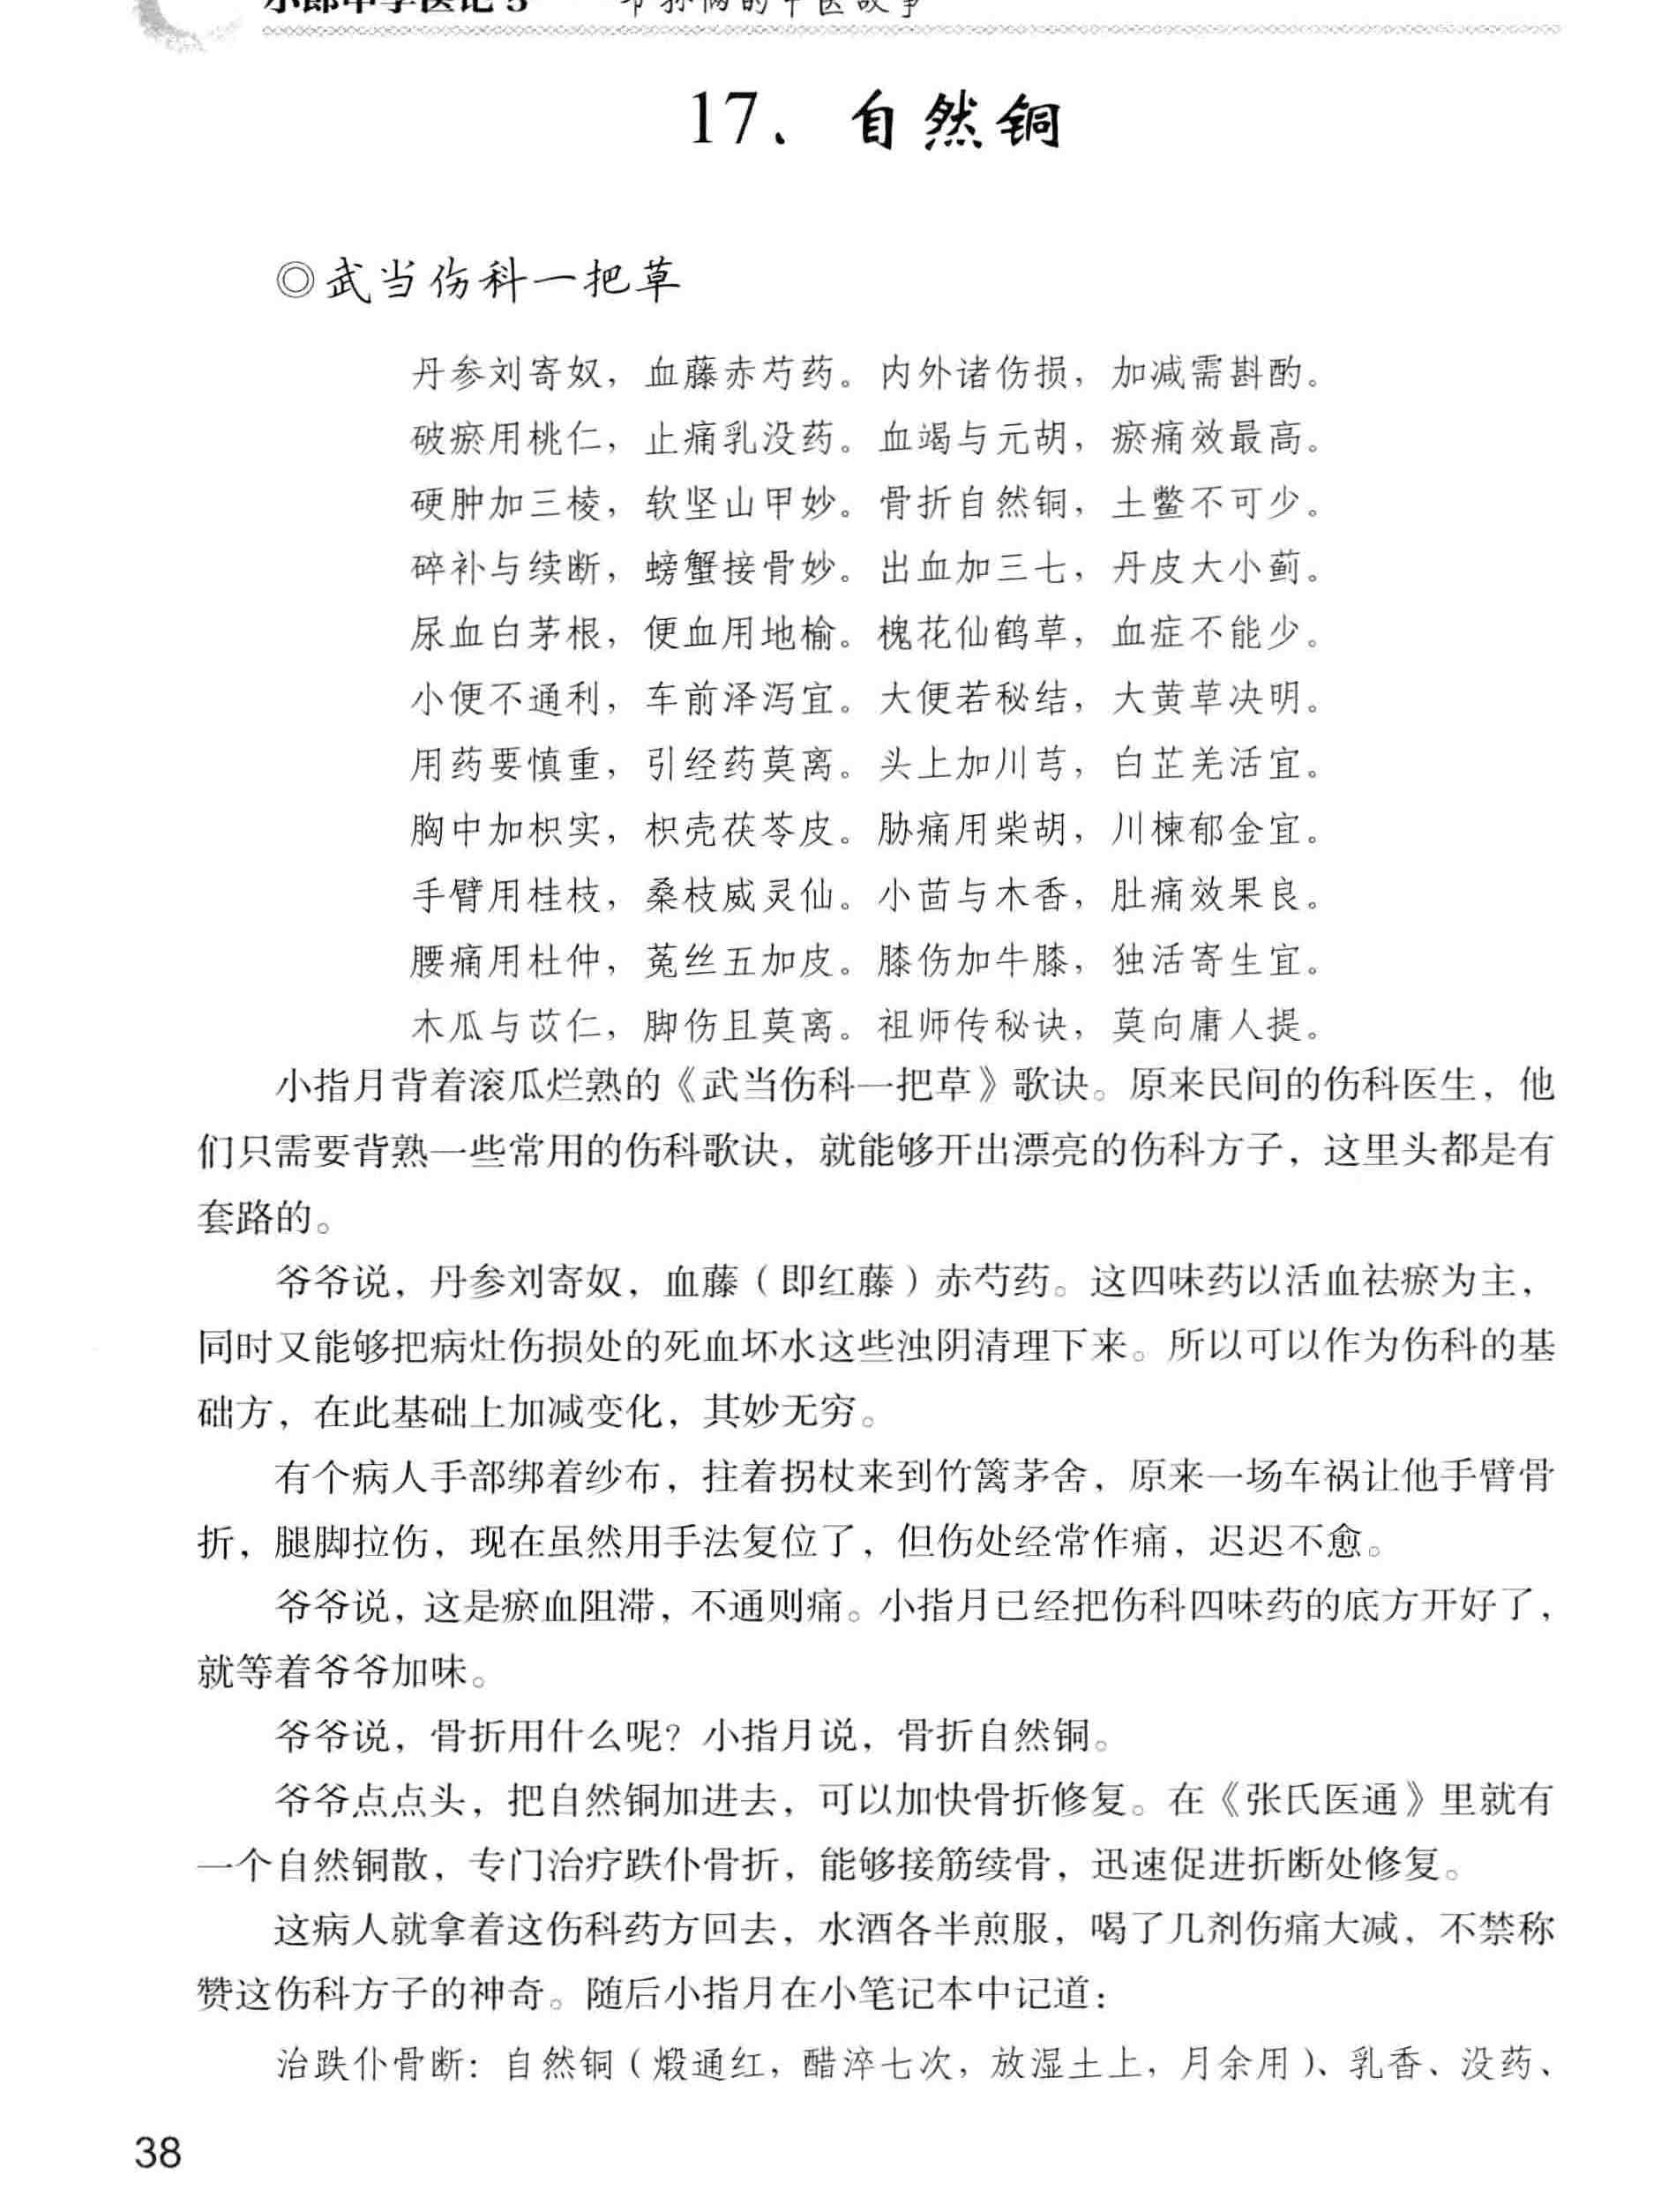 小郎中学医记5 爷孙俩的中医故事
17、自然铜
◎武当伤科一把草
丹参刘寄奴，血藤赤芍药。内外诸伤损，加减需斟酌。
破瘀用桃仁，止痛乳没药。血竭与元胡，瘀痛效最高。
硬肿加三棱，软坚山甲妙。骨折自然铜，土鳖不可少。
碎补与续断，螃蟹接骨妙。出血加三七，丹皮大小蓟。
尿血白茅根，便血用地榆。槐花仙鹤草，血症不能少。
小便不通利，车前泽泻宜。大便若秘结，大黄草决明。
用药要慎重，引经药莫离。头上加川芎，白芷羌活宜。
胸中加枳实，枳壳茯苓皮。胁痛用柴胡，川楝郁金宜。
手臂用桂枝，桑枝威灵仙。小茴与木香，肚痛效果良。
腰痛用杜仲，菟丝五加皮。膝伤加牛膝，独活寄生宜。
木瓜与苡仁，脚伤且莫离。祖师传秘诀，莫向庸人提。
小指月背着滚瓜烂熟的《武当伤科一把草》歌诀。原来民间的伤科医生，他
们只需要背熟一些常用的伤科歌诀，就能够开出漂亮的伤科方子，这里头都是有
套路的。
爷爷说，丹参刘寄奴，血藤（即红藤）赤芍药。这四味药以活血祛瘀为主，
同时又能够把病灶伤损处的死血坏水这些浊阴清理下来。所以可以作为伤科的基
础方，在此基础上加减变化，其妙无穷。
有个病人手部绑着纱布，拄着拐杖来到竹篱茅舍，原来一场车祸让他手臂骨
折，腿脚拉伤，现在虽然用手法复位了，但伤处经常作痛，迟迟不愈。
爷爷说，这是瘀血阻滞，不通则痛。小指月已经把伤科四味药的底方开好了，
就等着爷爷加味。
爷爷说，骨折用什么呢？小指月说，骨折自然铜。
爷爷点点头，把自然铜加进去，可以加快骨折修复。在《张氏医通》里就有
一个自然铜散，专门治疗跌仆骨折，能够接筋续骨，迅速促进折断处修复。
这病人就拿着这伤科药方回去，水酒各半煎服，喝了几剂伤痛大减，不禁称
赞这伤科方子的神奇。随后小指月在小笔记本中记道：
治跌仆骨断：自然铜（煅通红，醋淬七次，放湿土上，月余用）、乳香、没药、
38